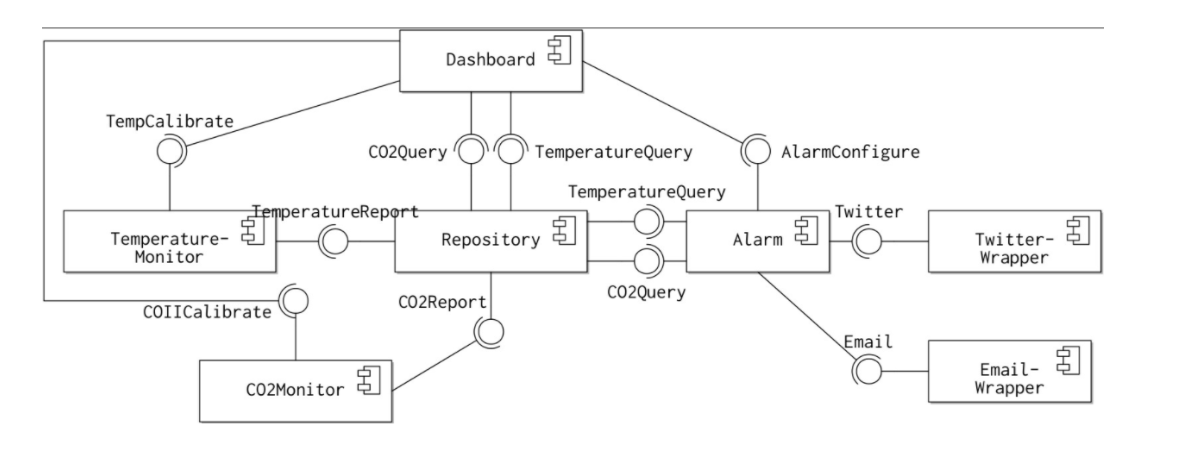 Dashboard
TempCalibrate
CO2Query
TemperatureQuery
AlarmConfigure
TemperatureQuery
TemperatureReport
Twitter
Temperature-
Monitor
Repository
Alarm
Twitter-
Wrapper
CO2Query
COIICalibrate
CO2Report
Email
CO2Monitor
Email-
Wrapper